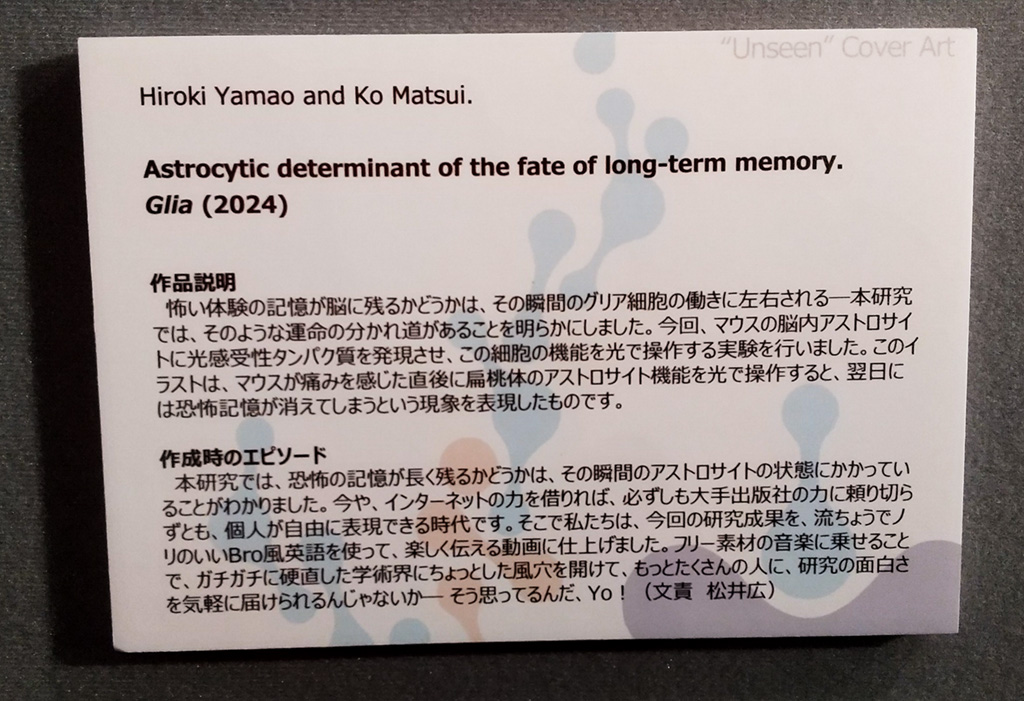 "Unseen" Cover Art
Hiroki Yamao and Ko Matsui.
Astrocytic determinant of the fate of long-term memory.
Glia (2024)
作品説明
怖い体験の記憶が脳に残るかどうかは、その瞬間のグリア細胞の働きに左右される―本研究
では、そのような運命の分かれ道があることを明らかにしました。今回、マウスの脳内アストロサイ
トに光感受性タンパク質を発現させ、この細胞の機能を光で操作する実験を行いました。このイ
ラストは、マウスが痛みを感じた直後に扁桃体のアストロサイト機能を光で操作すると、翌日に
は恐怖記憶が消えてしまうという現象を表現したものです。
作成時のエピソード
本研究では、恐怖の記憶が長く残るかどうかは、その瞬間のアストロサイトの状態にかかってい
ることがわかりました。今や、インターネットの力を借りれば、必ずしも大手出版社の力に頼り切ら
ずとも、個人が自由に表現できる時代です。そこで私たちは、今回の研究成果を、流ちょうでノ
リのいいBro風英語を使って、楽しく伝える動画に仕上げました。フリー素材の音楽に乗せること
で、ガチガチに硬直した学術界にちょっとした風穴を開けて、もっとたくさんの人に、研究の面白さ
を気軽に届けられるんじゃないか― そう思ってるんだ、Yo！（文責　松井広）